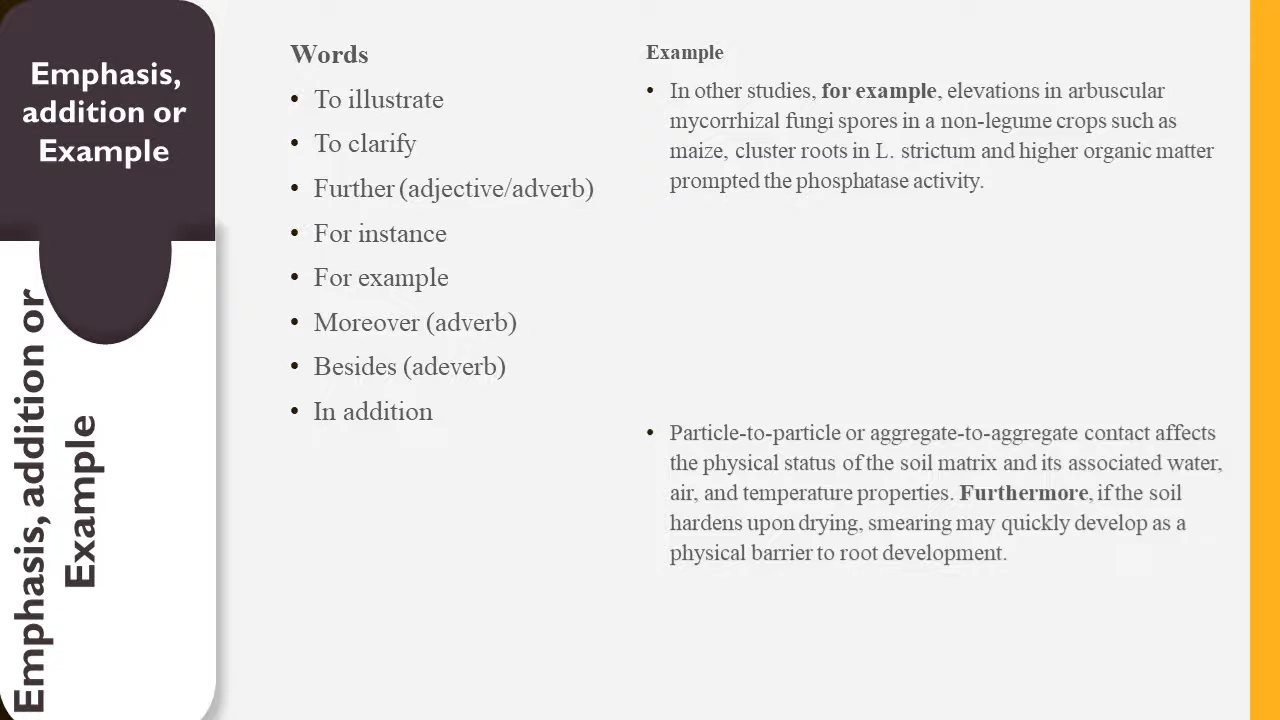 Emphasis,
addition or
Example
Emphasis, addition or
Example
Words
• To illustrate
• To clarify
• Further (adjective/adverb)
• For instance
• For example
• Moreover (adverb)
• Besides (adeverb)
• In addition
Example
• In other studies, for example, elevations in arbuscular
mycorrhizal fungi spores in a non-legume crops such as
maize, cluster roots in L. strictum and higher organic matter
prompted the phosphatase activity.
• Particle-to-particle or aggregate-to-aggregate contact affects
the physical status of the soil matrix and its associated water,
air, and temperature properties. Furthermore, if the soil
hardens upon drying, smearing may quickly develop as a
physical barrier to root development.